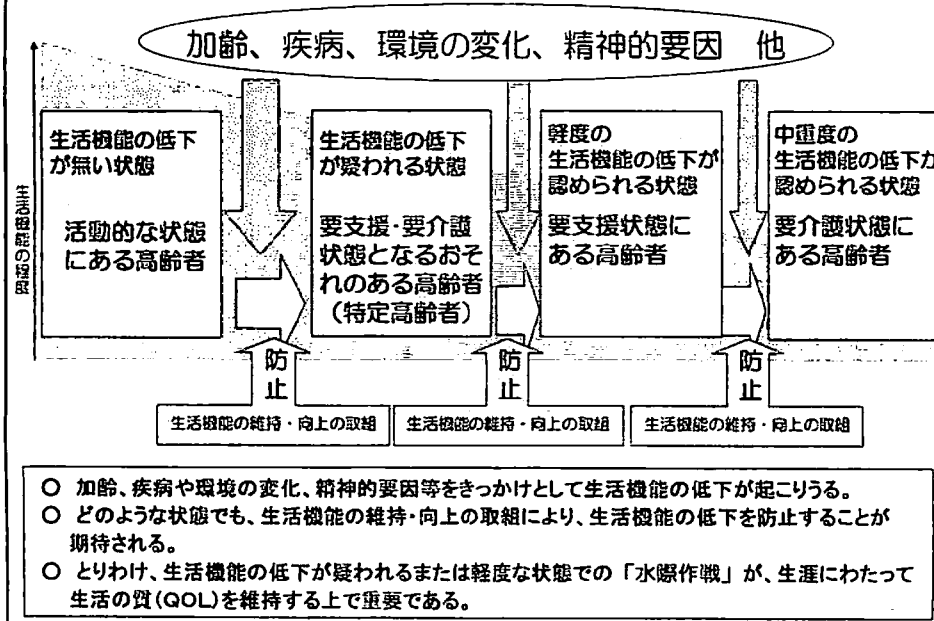 加齢、疾病、環境の変化、精神的要因　他
生活機能の程度
生活機能の低下
が無い状態
活動的な状態
にある高齢者
生活機能の低下
が疑われる状態
要支援・要介護
状態となるおそ
れのある高齢者
（特定高齢者）
軽度の
生活機能の低下が
認められる状態
要支援状態に
ある高齢者
中重度の
生活機能の低下が
認められる状態
要介護状態に
ある高齢者
防止
防止
防止
生活機能の維持・向上の取組
生活機能の維持・向上の取組
生活機能の維持・向上の取組
○ 加齢、疾病や環境の変化、精神的要因等をきっかけとして生活機能の低下が起こりうる。
○ どのような状態でも、生活機能の維持・向上の取組により、生活機能の低下を防止することが
期待される。
○ とりわけ、生活機能の低下が疑われるまたは軽度な状態での「水際作戦」が、生涯にわたって
生活の質(QOL)を維持する上で重要である。